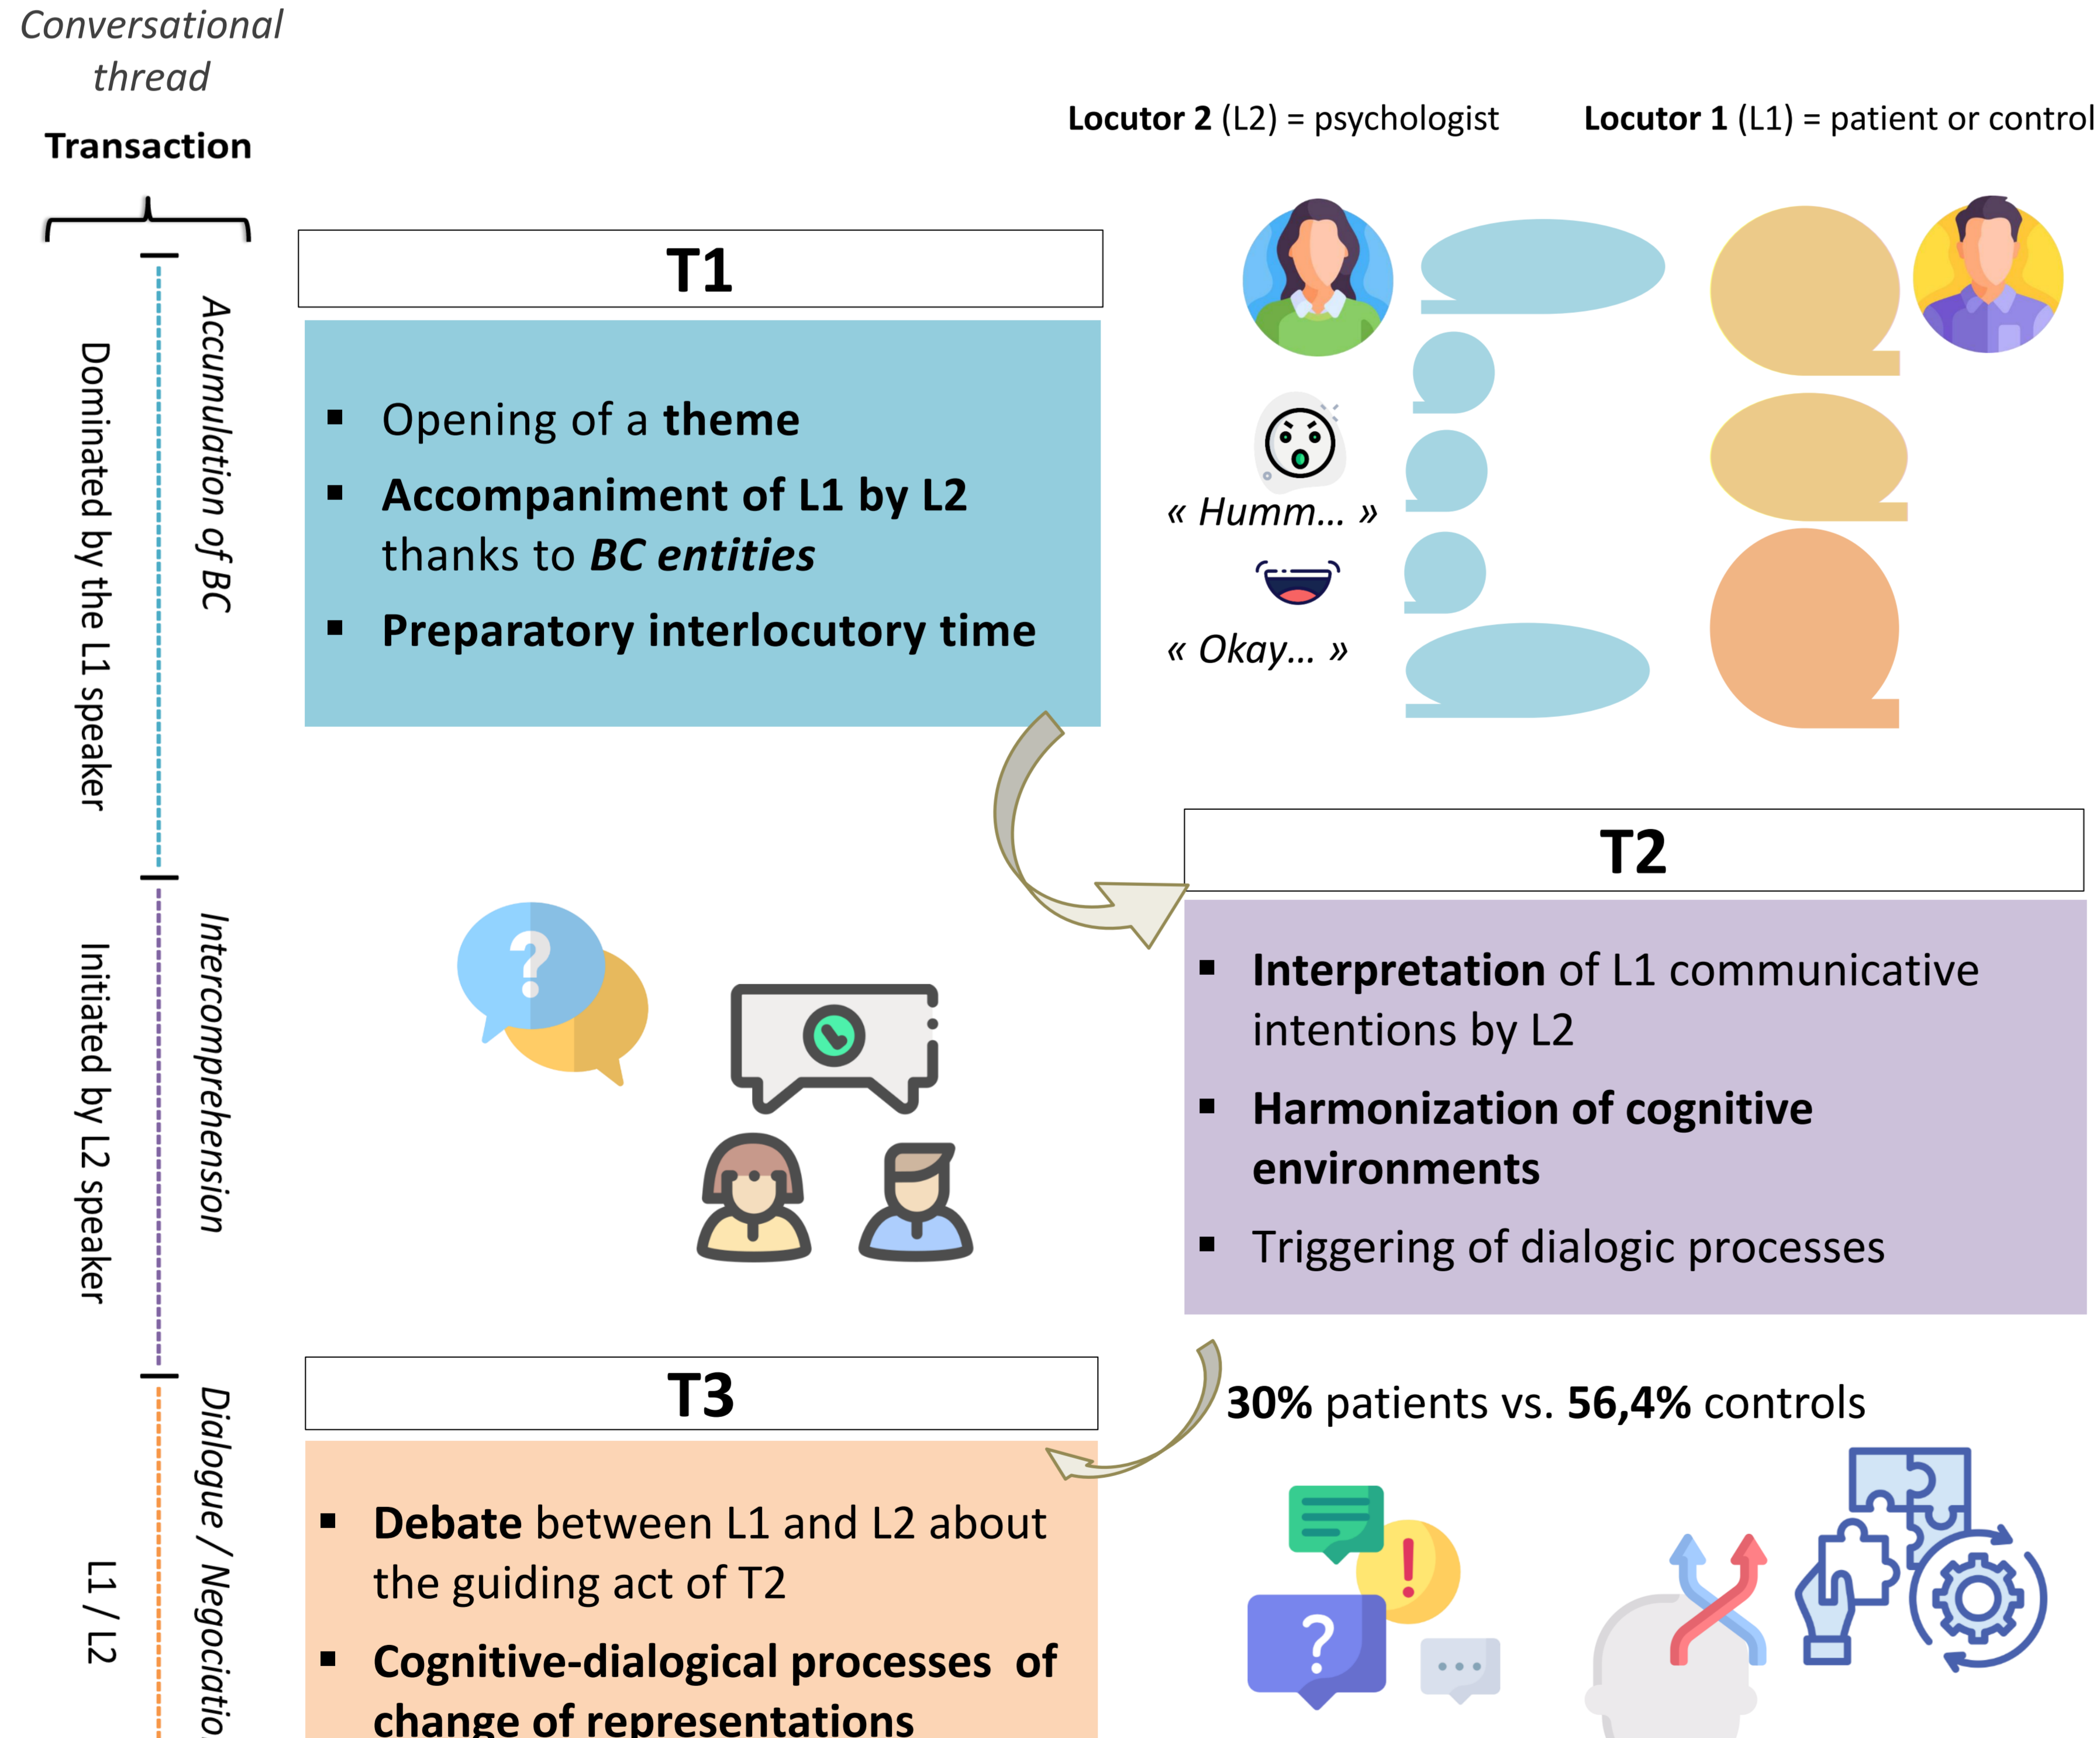 Conversational
thread
Transaction
Locutor 2 (L2) = psychologist
Locutor 1 (L1) = patient or control
Dominated by the L1 speaker
Accumulation of BC
T1
▪ Opening of a theme
▪ Accompaniment of L1 by L2
thanks to BC entities
▪ Preparatory interlocutory time
« Humm... »
« Okay... »
Initiated by L2 speaker
Intercomprehension
?
T2
▪ Interpretation of L1 communicative
intentions by L2
▪ Harmonization of cognitive
environments
▪ Triggering of dialogic processes
L1 / L2
Dialogue / Negociatio
T3
▪ Debate between L1 and L2 about
the guiding act of T2
▪ Cognitive-dialogical processes of
change of representations
30% patients vs. 56,4% controls
!
?
...